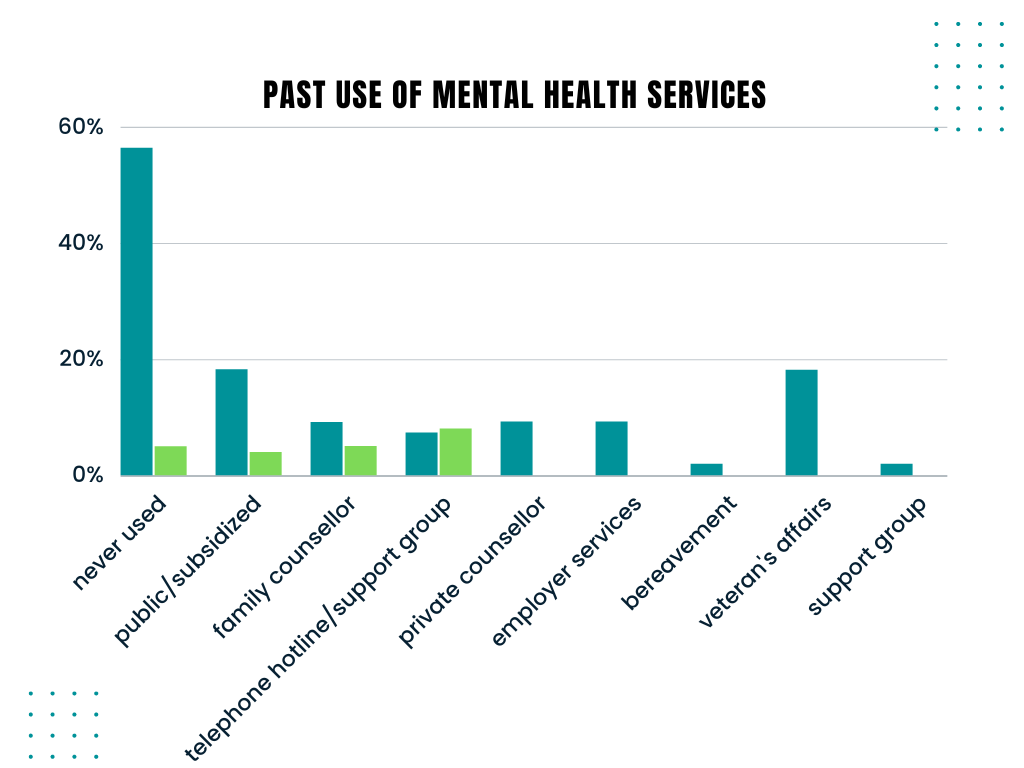 PAST USE OF MENTAL HEALTH SERVICES
60%
40%
20%
0%
never used
public/subsidized
family counsellor
telephone hotline/support group
private counsellor
employer services
bereavement
veteran's affairs
support group